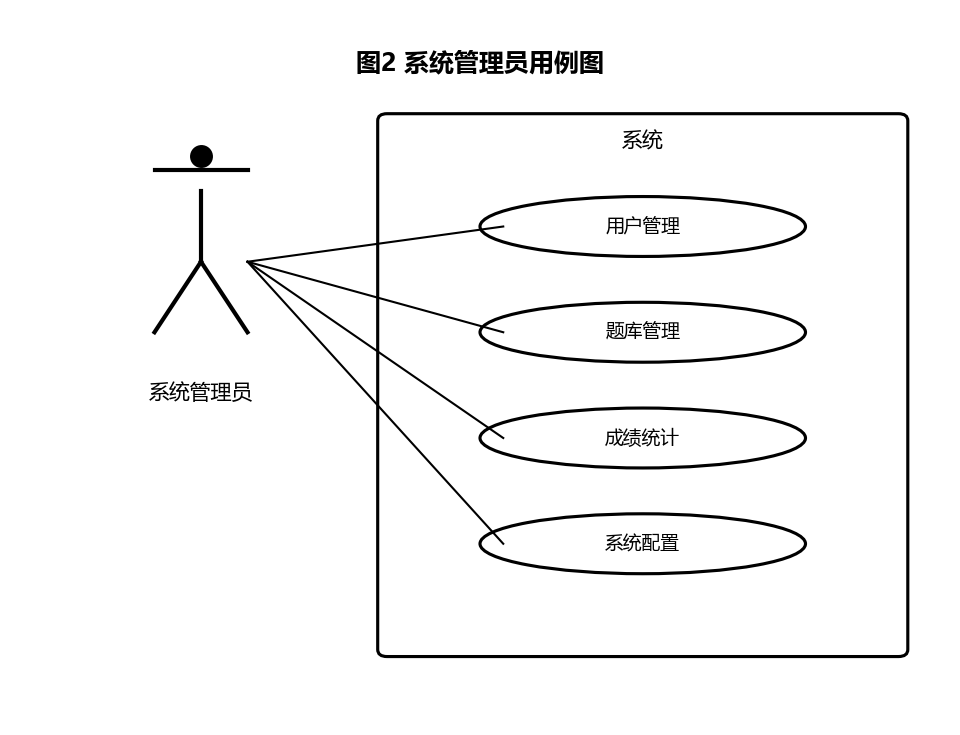 图2 系统管理员用例图
系统
用户管理
题库管理
系统管理员
成绩统计
系统配置